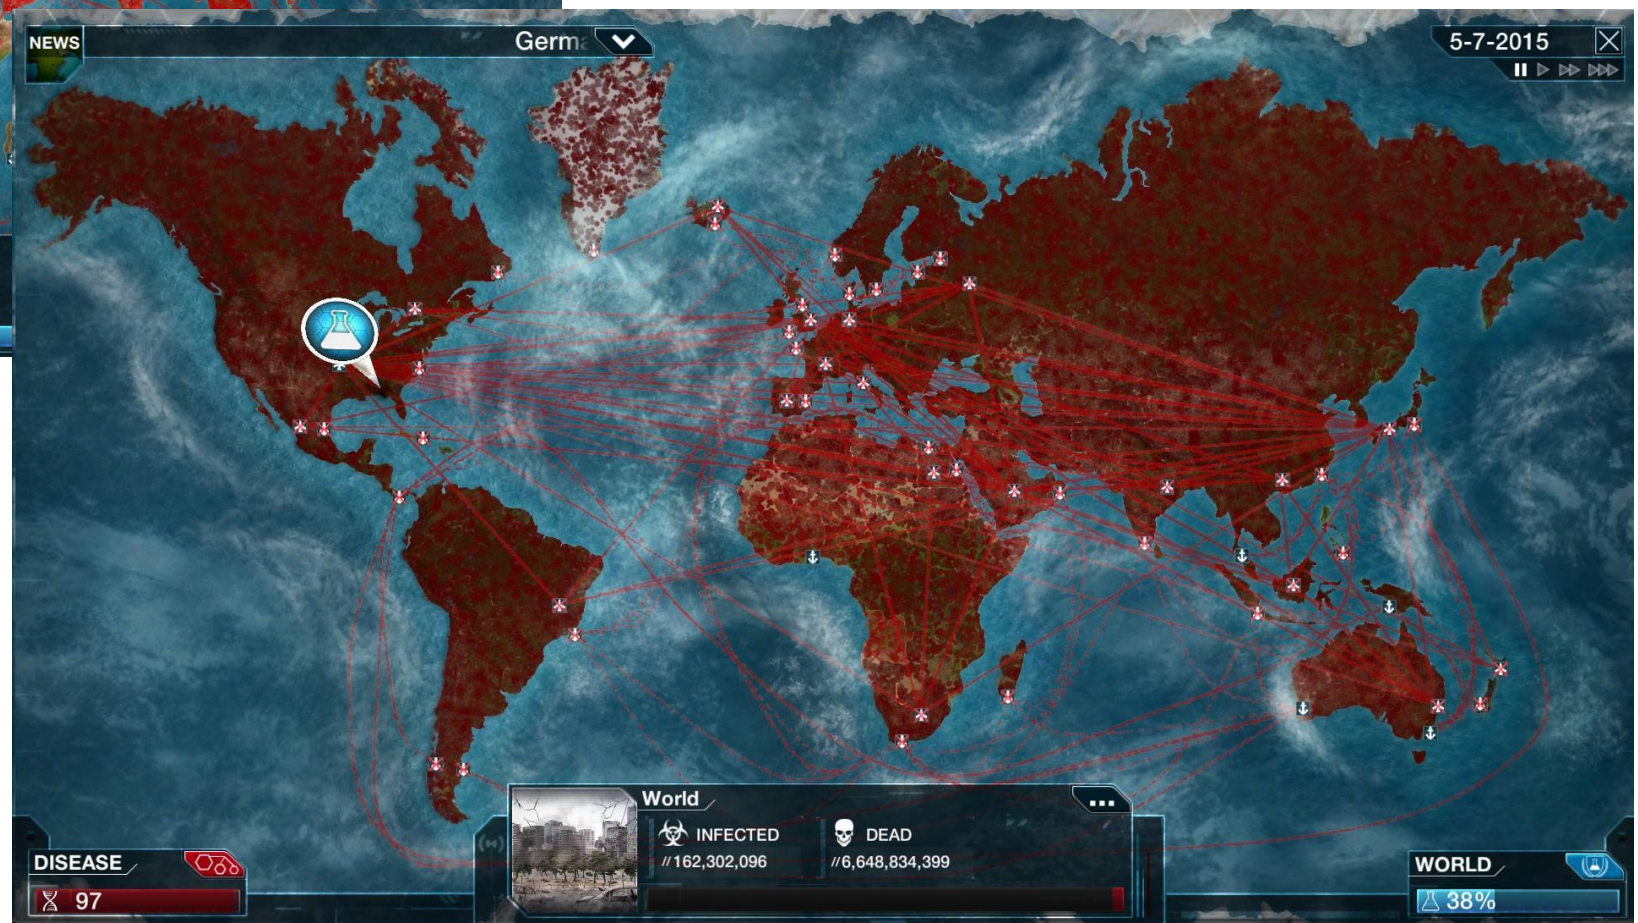 NEWS
Germa
5-7-2015
World
INFECTED
DEAD
//162,302,096
//6,648,834,399
DISEASE
97
WORLD
38%